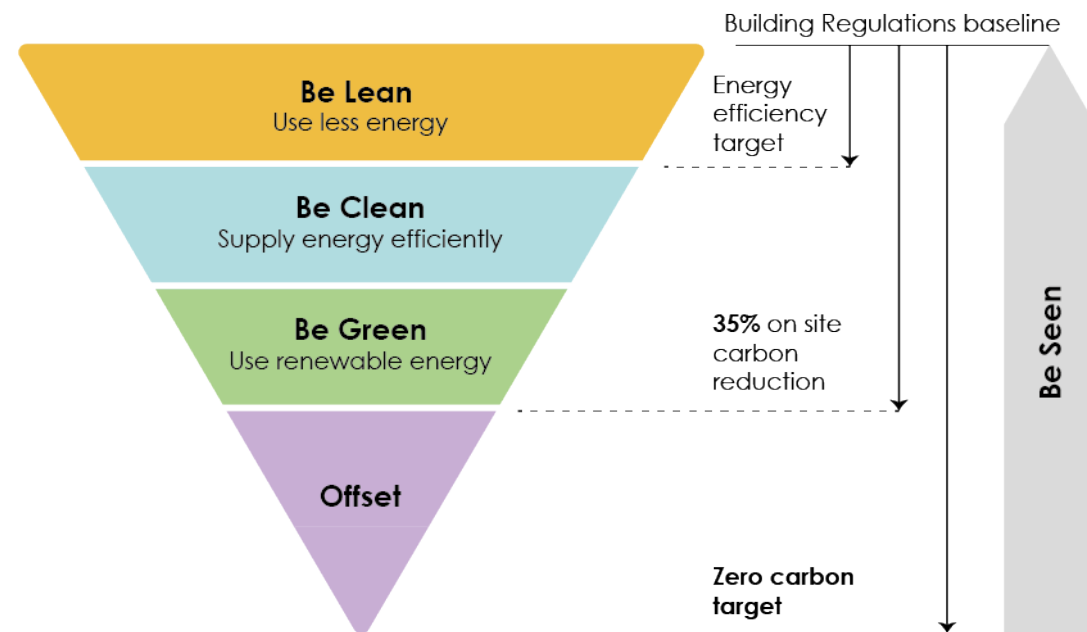 Building Regulations baseline
Be Lean
Use less energy
Energy
efficiency
target
Be Clean
Supply energy efficiently
Be Green
Use renewable energy
35% on site
carbon
reduction
Be Seen
Offset
Zero carbon
target